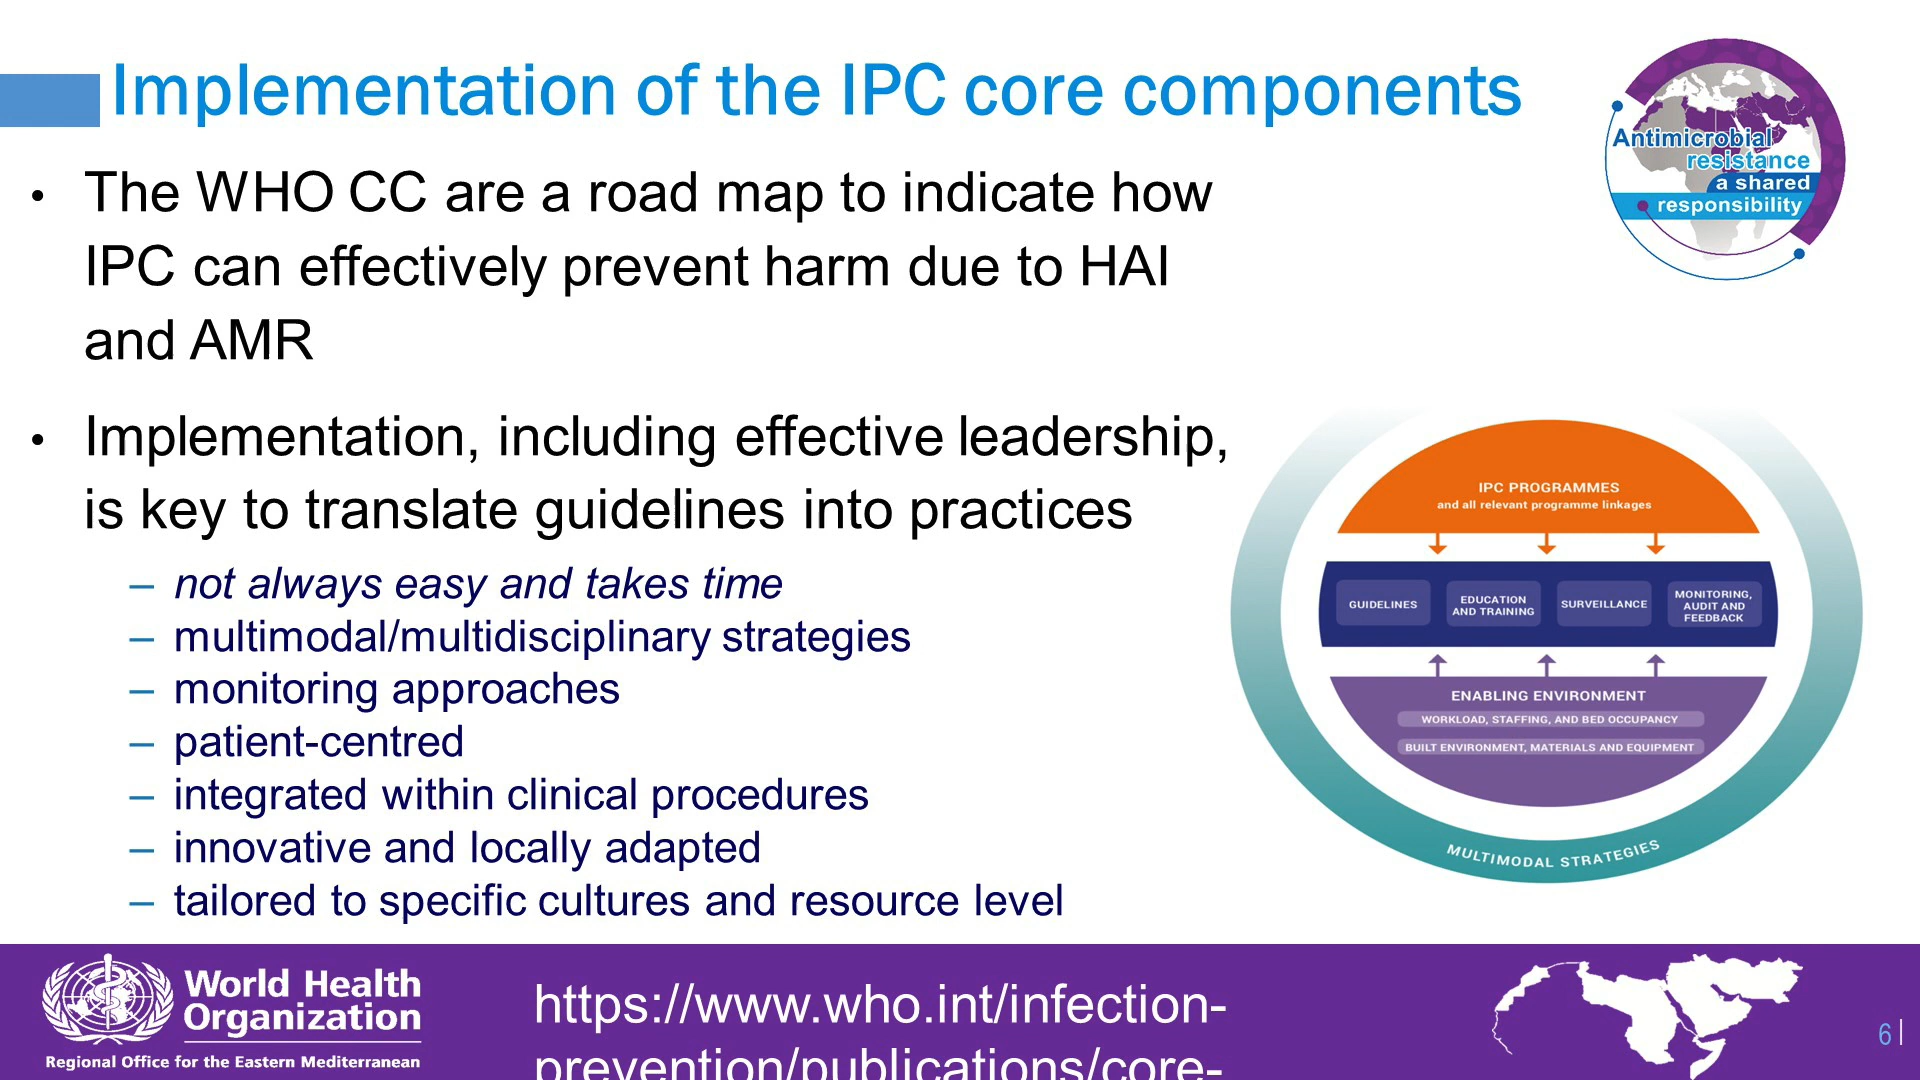 Implementation of the IPC core components
Antimicrobial
resistance
a shared
responsibility
• The WHO CC are a road map to indicate how
IPC can effectively prevent harm due to HAI
and AMR
• Implementation, including effective leadership,
is key to translate guidelines into practices
– not always easy and takes time
– multimodal/multidisciplinary strategies
– monitoring approaches
– patient-centred
– integrated within clinical procedures
– innovative and locally adapted
– tailored to specific cultures and resource level
IPC PROGRAMMES
and all relevant programme linkages
GUIDELINES
EDUCATION
AND TRAINING
SURVEILLANCE
MONITORING,
AUDIT AND
FEEDBACK
ENABLING ENVIRONMENT
WORKLOAD, STAFFING, AND BED OCCUPANCY
BUILT ENVIRONMENT, MATERIALS AND EQUIPMENT
MULTIMODAL STRATEGIES
World Health
Organization
Regional Office for the Eastern Mediterranean
https://www.who.int/infection-
prevention/publications/core-
6 |